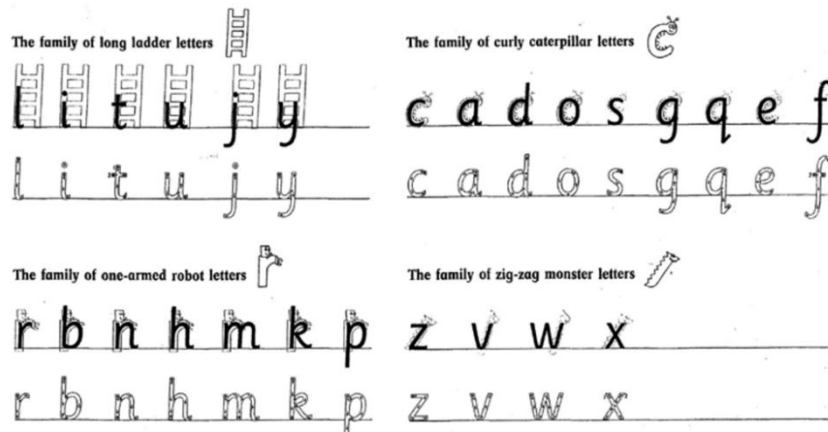 The family of long ladder letters
l i t u j y
l i t u j y
The family of curly caterpillar letters
c a d o s g q e f
c a d o s g q e f
The family of one-armed robot letters
r b n h m k p
r b n h m k p
The family of zig-zag monster letters
z v w x
z v w x